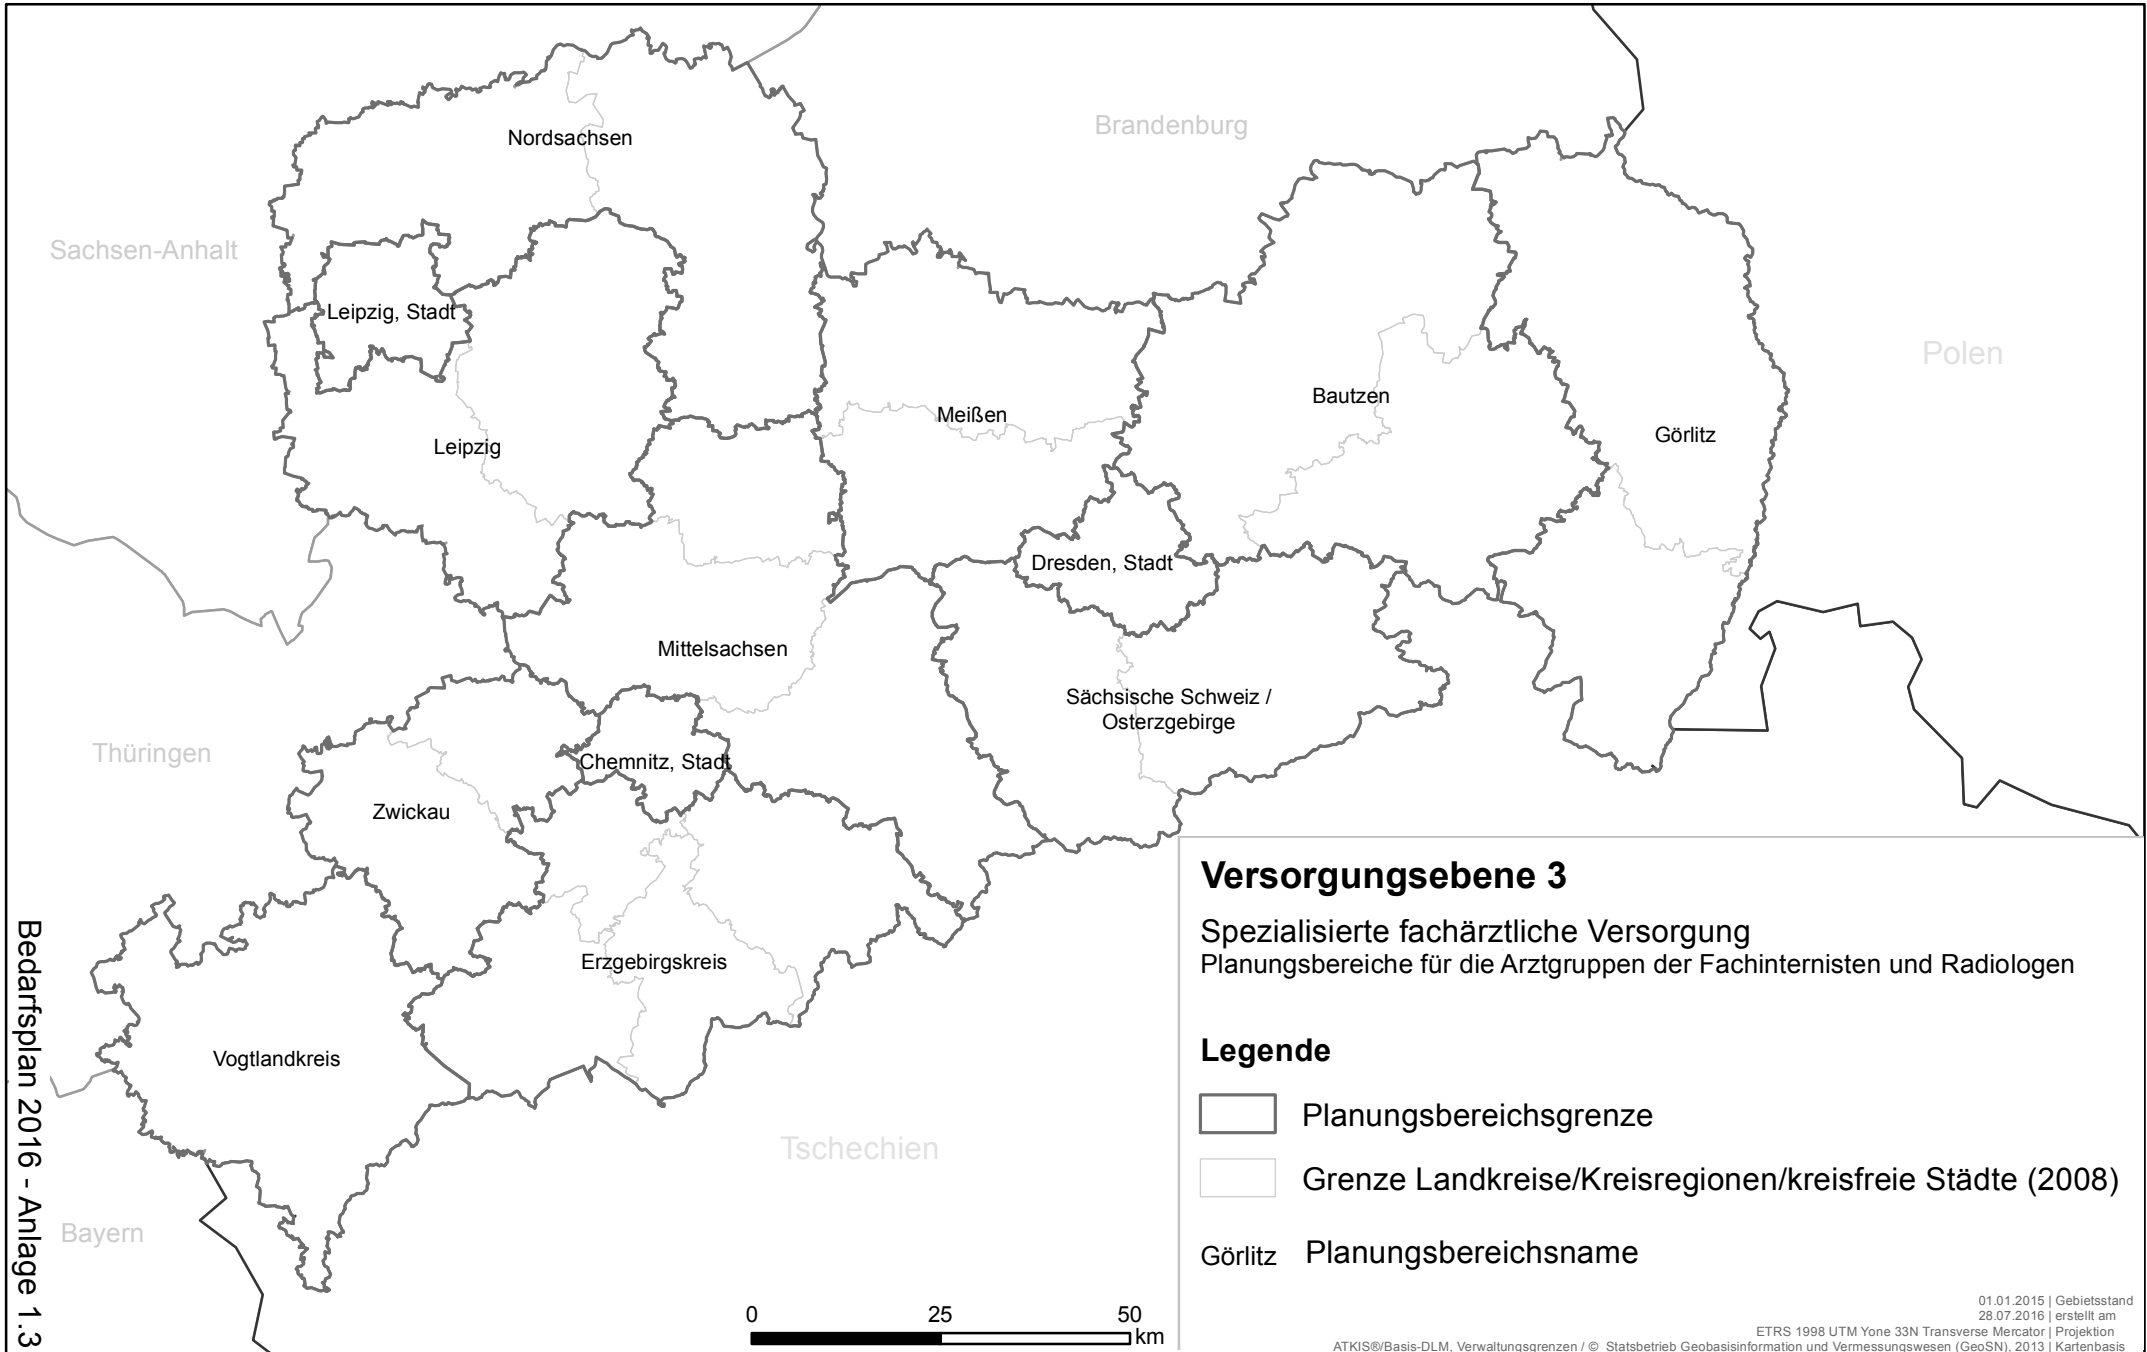 Brandenburg
Nordsachsen
Sachsen-Anhalt
Leipzig, Stadt
Polen
Bautzen
Meißen
Görlitz
Leipzig
Dresden, Stadt
Mittelsachsen
Sächsische Schweiz /
Osterzgebirge
Thüringen
Chemnitz, Stadt
Zwickau
Erzgebirgskreis
Vogtlandkreis
Tschechien
Bayern
Bedarfsplan 2016 - Anlage 1.3
0 25 50
km
Versorgungsebene 3
Spezialisierte fachärztliche Versorgung
Planungsbereiche für die Arztgruppen der Fachinternisten und Radiologen
Legende
Planungsbereichsgrenze
Grenze Landkreise/Kreisregionen/kreisfreie Städte (2008)
Görlitz Planungsbereichsname
01.01.2015 | Gebietsstand
28.07.2016 | erstellt am
ETRS 1998 UTM Yone 33N Transverse Mercator | Projektion
ATKIS®/Basis-DLM, Verwaltungsgrenzen / © Statsbetrieb Geobasisinformation und Vermessungswesen (GeoSN), 2013 | Kartenbasis